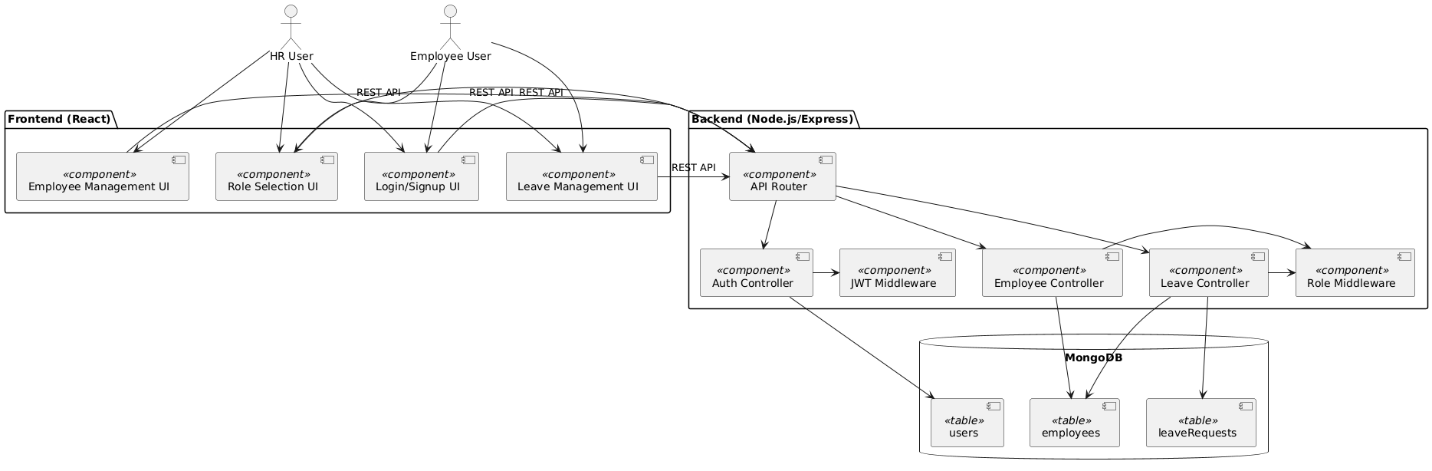 HR User
Employee User
REST API
REST API
REST API
Frontend (React)
Backend (Node.js/Express)
«component»
Employee Management UI
«component»
Role Selection UI
«component»
Login/Signup UI
«component»
Leave Management UI
REST API
«component»
API Router
«component»
Auth Controller
«component»
JWT Middleware
«component»
Employee Controller
«component»
Leave Controller
«component»
Role Middleware
MongoDB
«table»
users
«table»
employees
«table»
leaveRequests